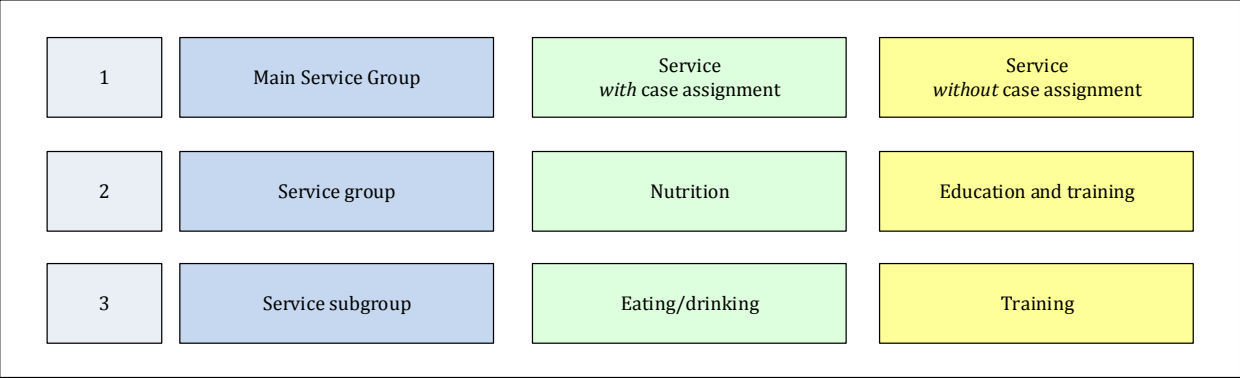 1
Main Service Group
Service
with case assignment
Service
without case assignment
2
Service group
Nutrition
Education and training
3
Service subgroup
Eating/drinking
Training